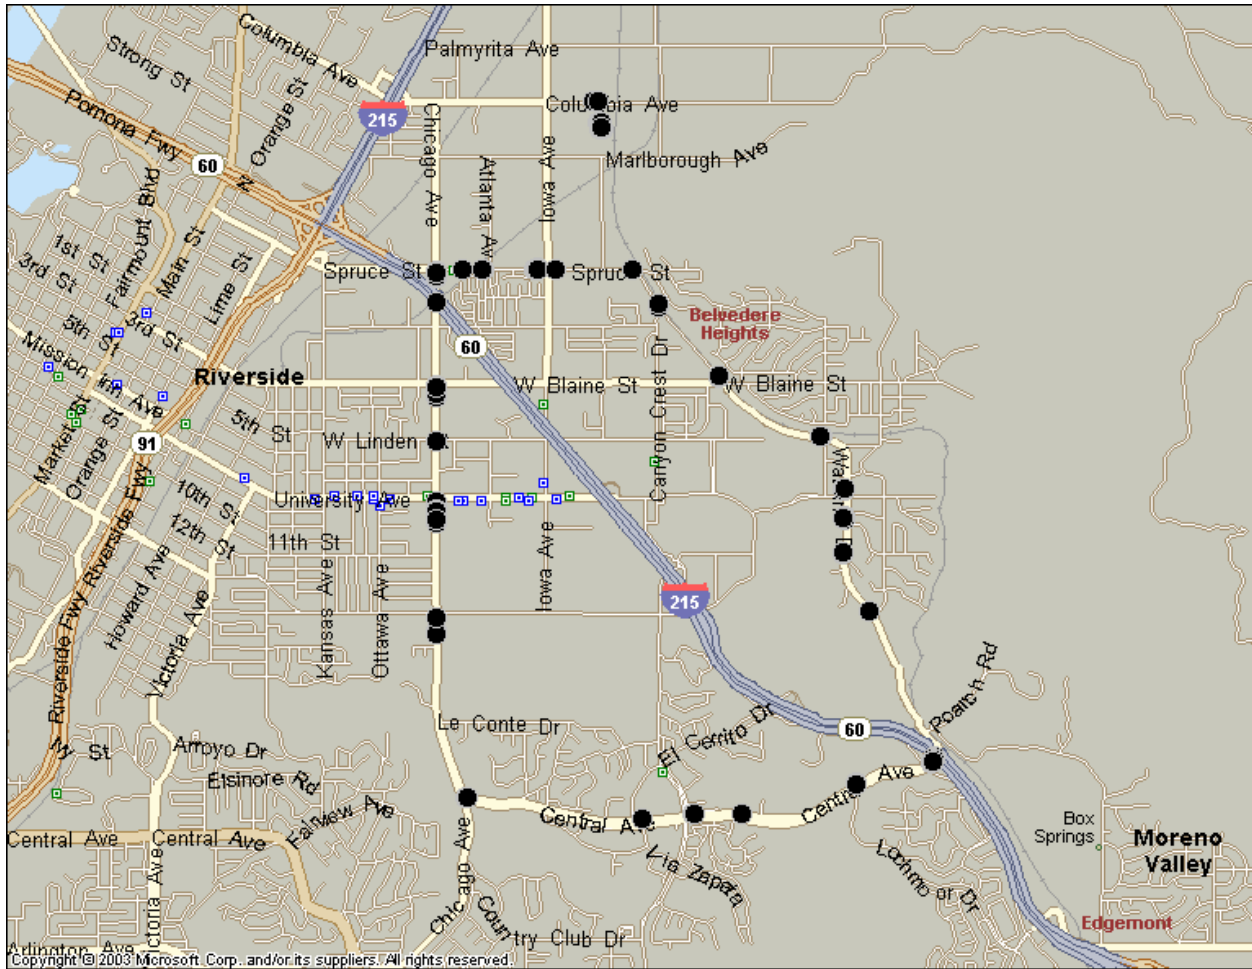 Columbia Ave
Palmyrita Ave
Strong St
Orange St
Pomona Fwy
215
Columbia Ave
Chicago Ave
Marlborough Ave
60
N
Atlanta Av
Iowa Ave
Fairmount Blvd
Main St
1st St
3rd St
Lime St
Spruce St
Spruce St
Belvedere
Heights
5th St
3rd St
60
Mission Inn Ave
Riverside
W Blaine St
W Blaine St
Canyon Crest Dr
Market St
Orange St
5th St
W Linden
91
10th St
University Ave
12th St
11th St
Riverside Fwy
Riverside Fwy
Howard Ave
Victoria Ave
Kansas Ave
Ottawa Ave
Iowa Ave
215
Le Conte Dr
El Cerrito Dr
60
Poarch Rd
St
Arroyo Dr
Elsinore Rd
Fairview Ave
Central Ave
Central Ave
Central Ave
Central Ave
Via Zapata
Lochmoor Dr
Box
Springs
Moreno
Valley
Victoria Ave
Chicago Ave
Country Club Dr
Edgemont
Arlington Ave
Copyright © 2003 Microsoft Corp. and/or its suppliers. All rights reserved.